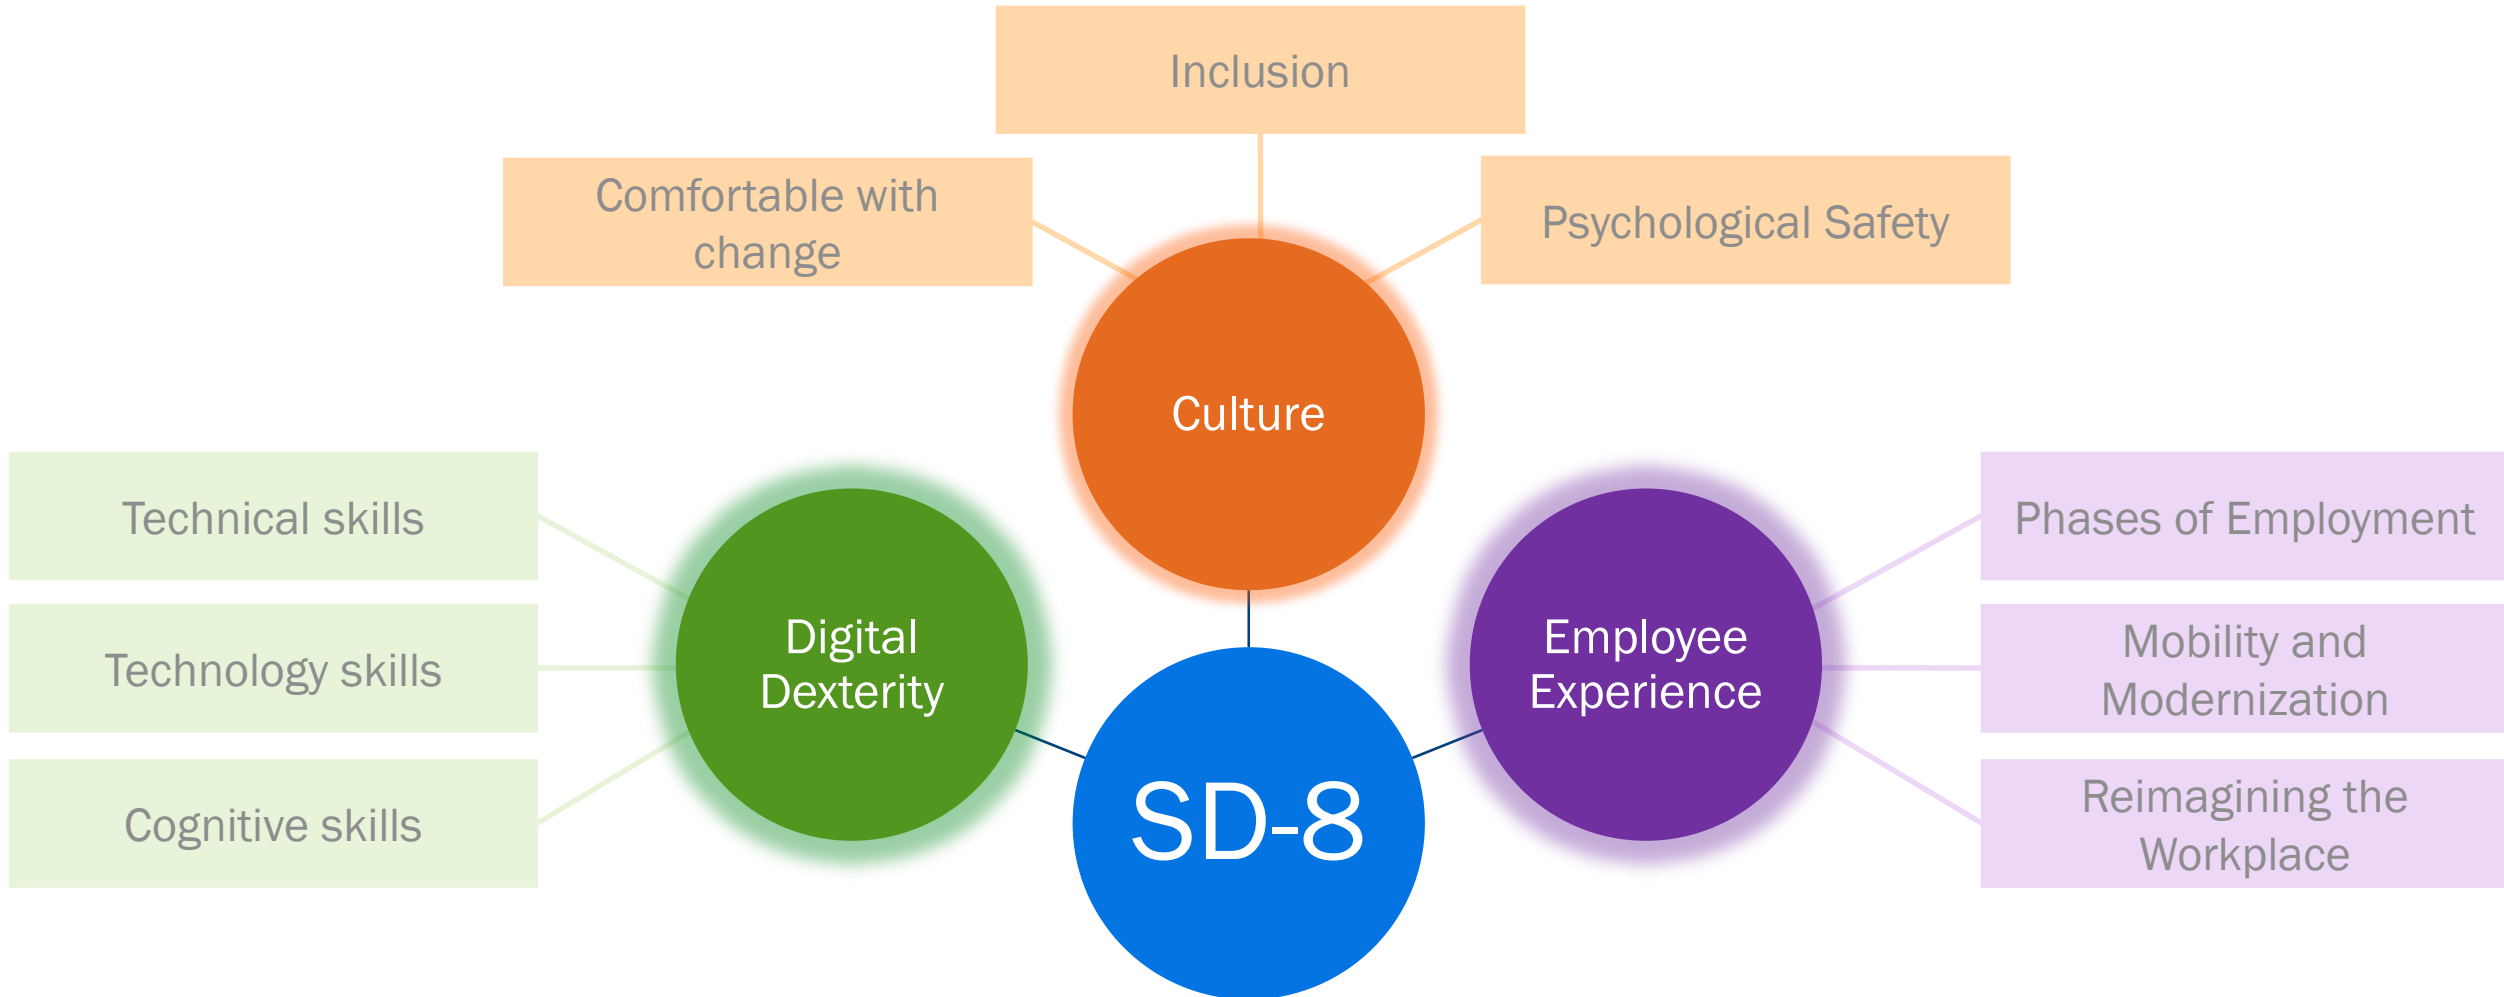 Inclusion
Comfortable with
change
Psychological Safety
Culture
Technical skills
Technology skills
Cognitive skills
Digital
Dexterity
Employee
Experience
Phases of Employment
Mobility and
Modernization
Reimagining the
Workplace
SD-8